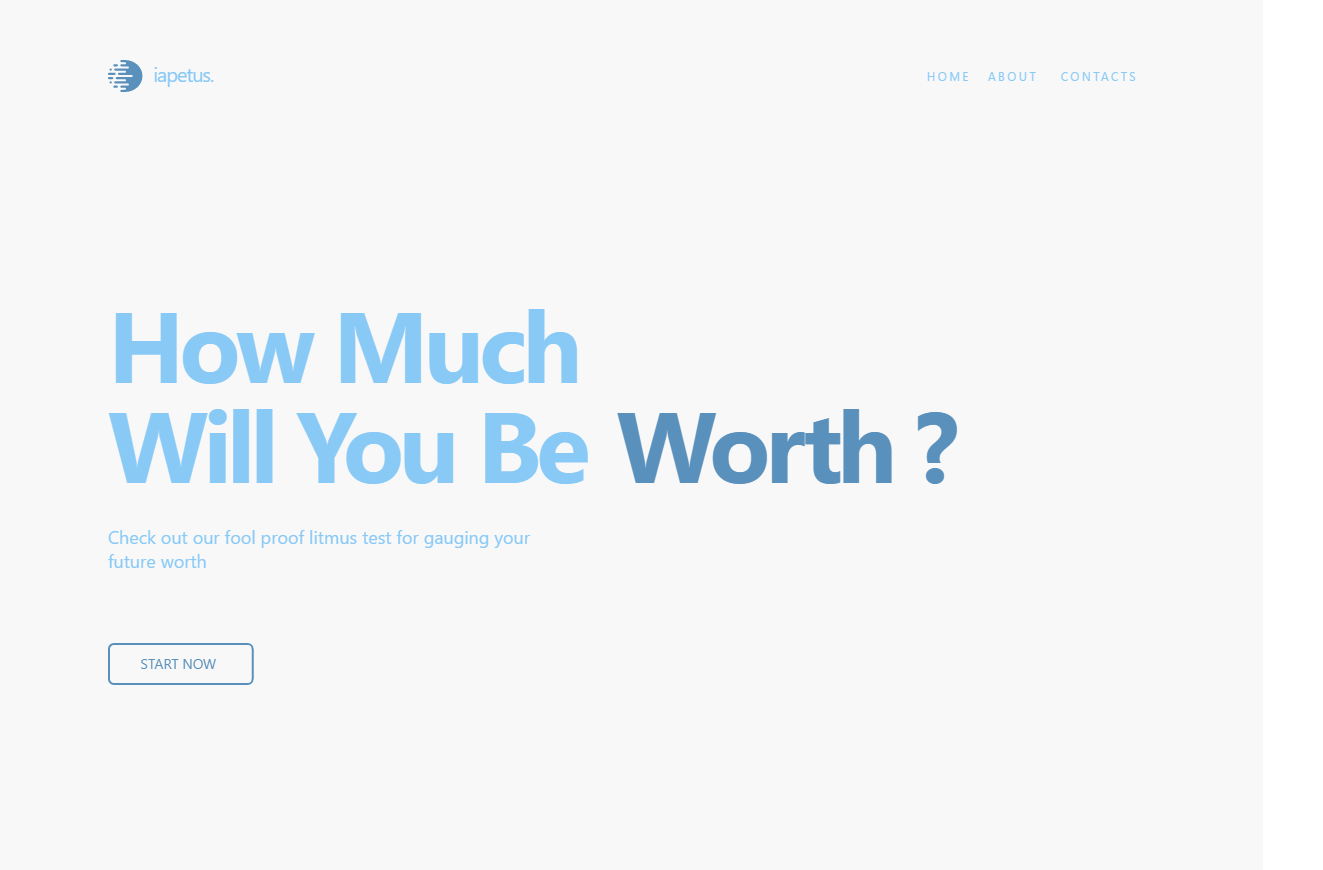 iapetus.
HOME ABOUT CONTACTS
How Much
Will You Be Worth ?
Check out our fool proof litmus test for gauging your
future worth
START NOW